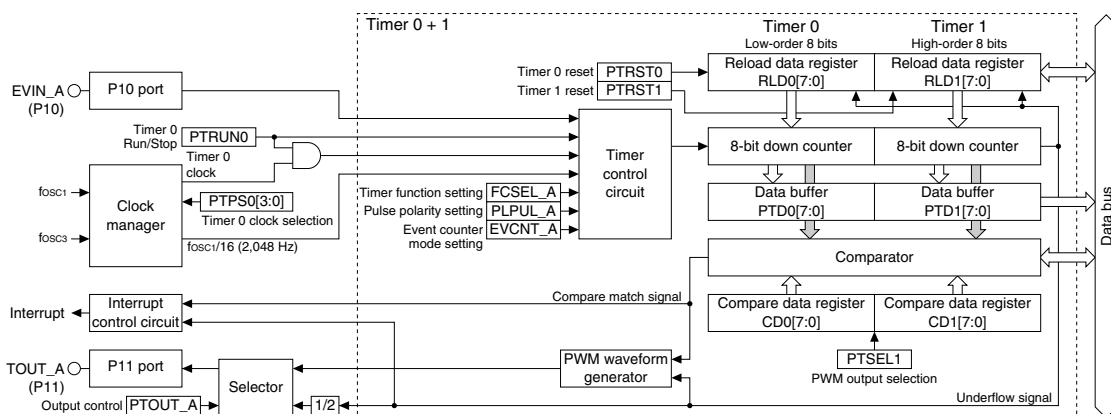 Timer 0 + 1
Timer 0
Timer 1
Low-order 8 bits
High-order 8 bits
Reload data register
RLD0[7:0]
Reload data register
RLD1[7:0]
Timer 0 reset
PTRST0
Timer 1 reset
PTRST1
EVIN_A
(P10)
P10 port
Timer 0
Run/Stop
PTRUN0
Timer 0
clock
Timer
control
circuit
8-bit down counter
8-bit down counter
fOSC1
fOSC3
Clock
manager
PTPS0[3:0]
Timer 0 clock selection
fOSC1/16 (2,048 Hz)
Timer function setting
FCSEL_A
Pulse polarity setting
PLPUL_A
Event counter
mode setting
EVCNT_A
Data buffer
PTD0[7:0]
Data buffer
PTD1[7:0]
Data bus
Comparator
Compare match signal
Compare data register
CD0[7:0]
Compare data register
CD1[7:0]
Interrupt
Interrupt
control circuit
TOUT_A
(P11)
P11 port
Selector
PWM waveform
generator
PTSEL1
PWM output selection
Output control
PTOUT_A
1/2
Underflow signal